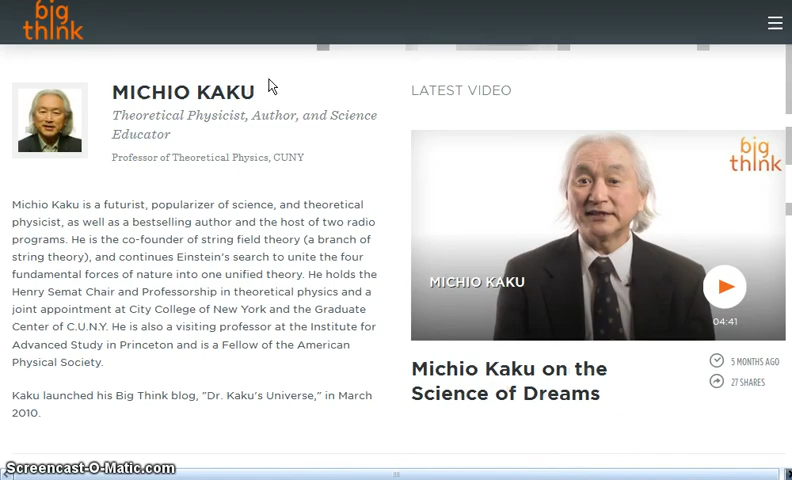 big
think
MICHIO KAKU
Theoretical Physicist, Author, and Science
Educator
Professor of Theoretical Physics, CUNY
Michio Kaku is a futurist, popularizer of science, and theoretical
physicist, as well as a bestselling author and the host of two radio
programs. He is the co-founder of string field theory (a branch of
string theory), and continues Einstein's search to unite the four
fundamental forces of nature into one unified theory. He holds the
Henry Semat Chair and Professorship in theoretical physics and a
joint appointment at City College of New York and the Graduate
Center of C.U.N.Y. He is also a visiting professor at the Institute for
Advanced Study in Princeton and is a Fellow of the American
Physical Society.
Kaku launched his Big Think blog, "Dr. Kaku's Universe," in March
2010.
LATEST VIDEO
big
think
MICHIO KAKU
04:41
Michio Kaku on the
Science of Dreams
5 MONTHS AGO
27 SHARES
Screencast-O-Matic.com